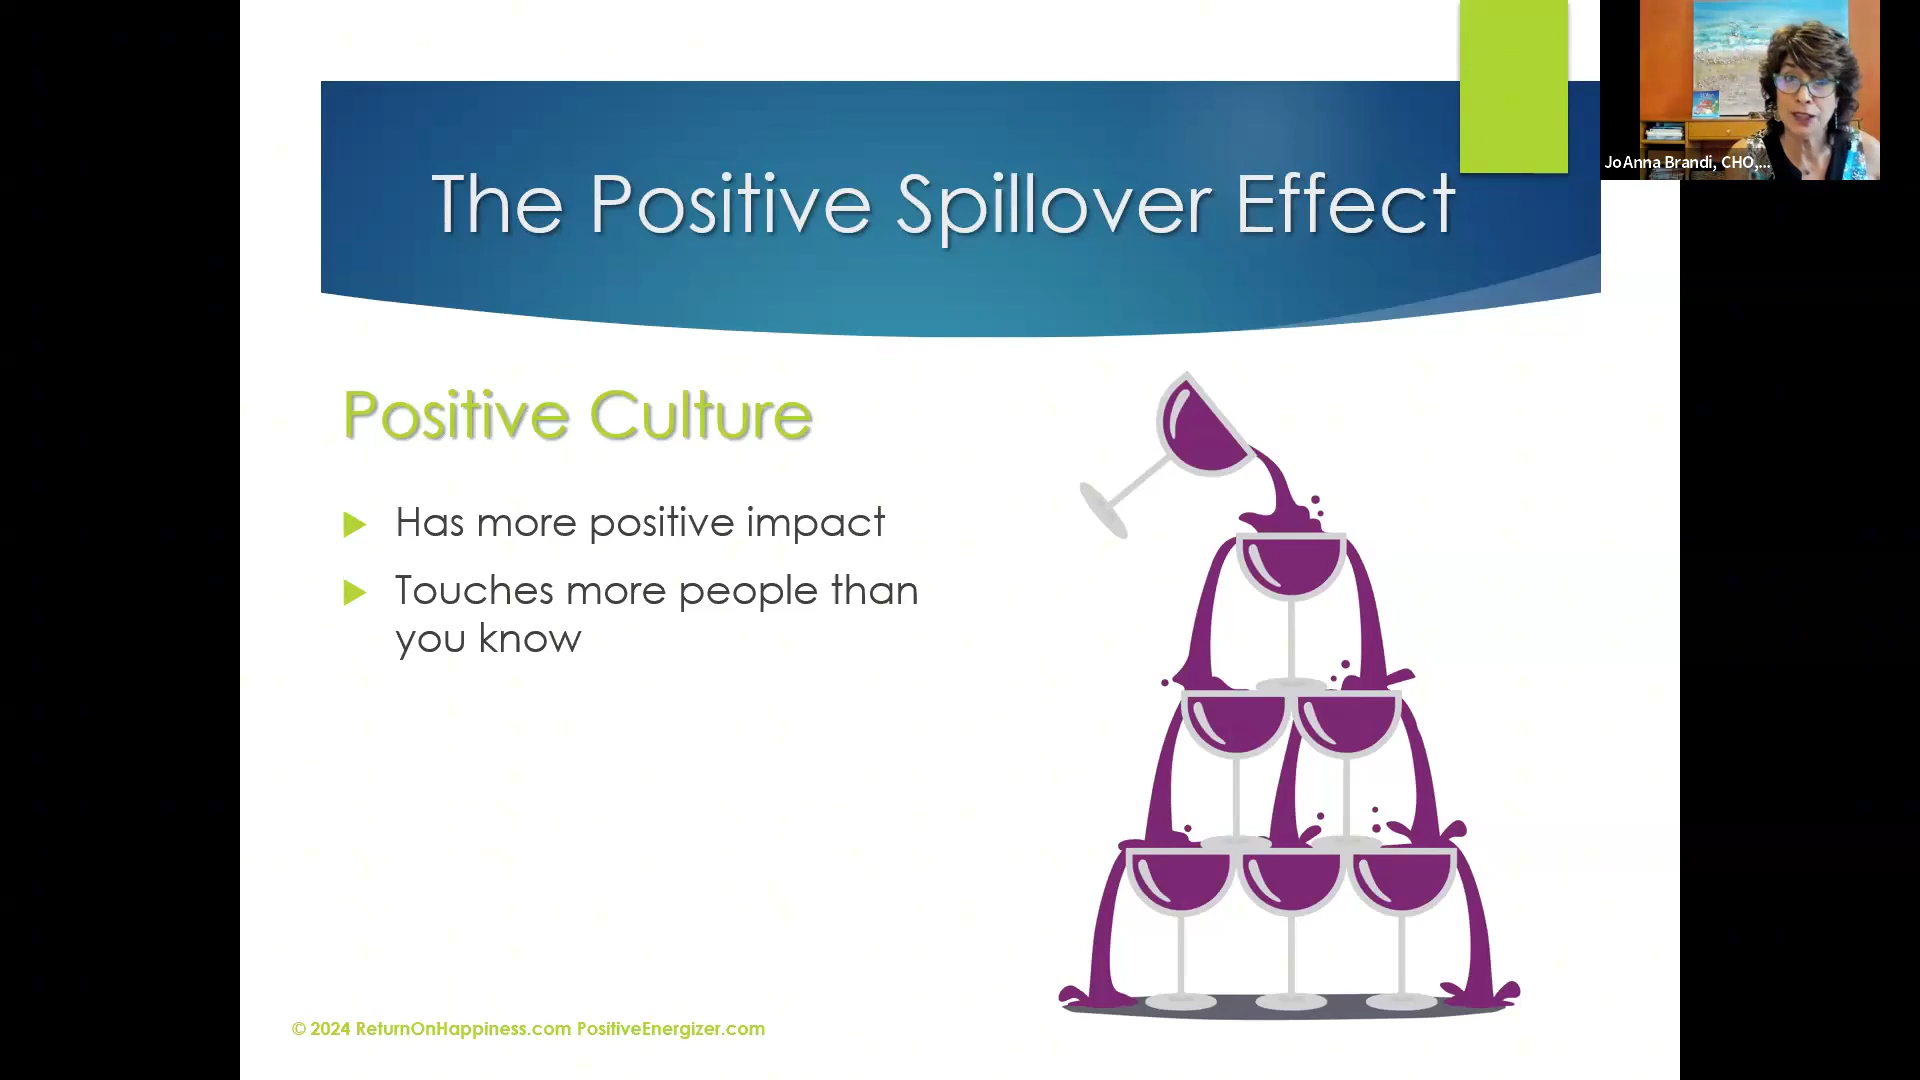 The Positive Spillover Effect
JoAnna Brandi, CHO,...
Positive Culture
Has more positive impact
Touches more people than
you know
© 2024 ReturnOnHappiness.com PositiveEnergizer.com